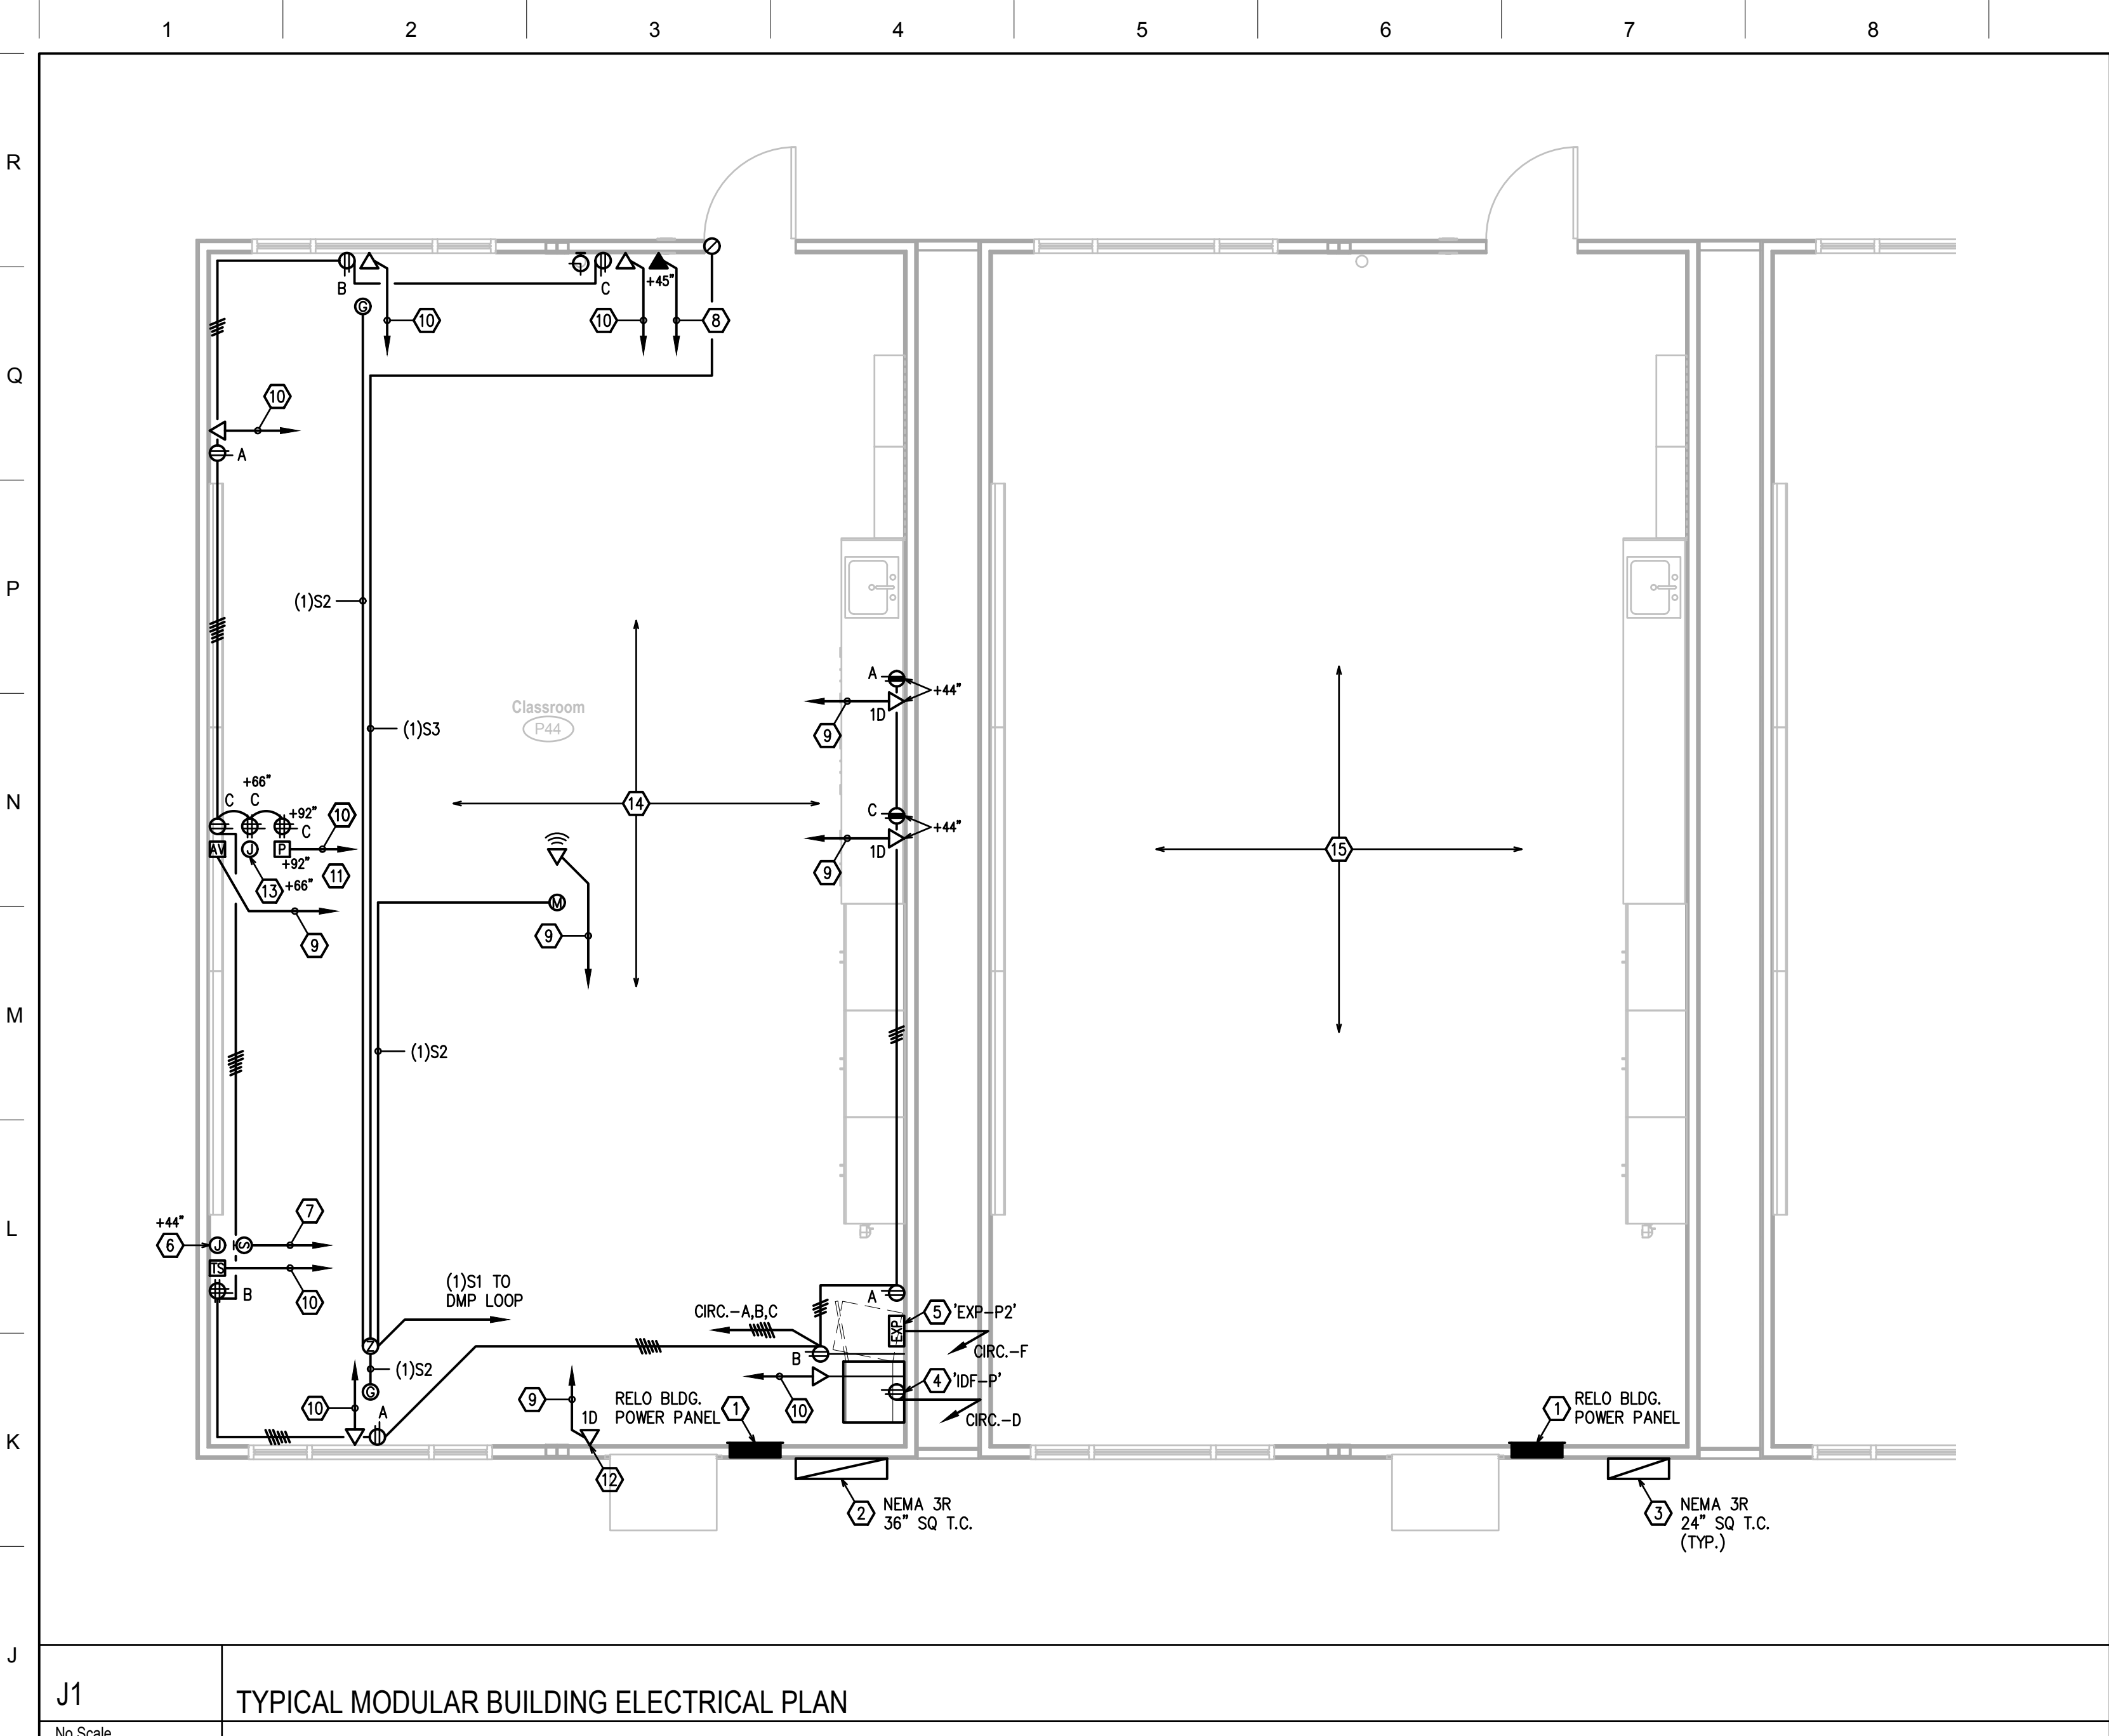 1 2 3 4 5 6 7 8
R
Q
P
N
M
L
K
J
B
C
+45"
G
10
10
8
10
A
(1)S2
(1)S3
Classroom
P44
14
A
+44"
1D
9
C
+44"
1D
9
15
+66"
C C
+92"
C
10
AV
J
P
+92"
13
+66"
11
9
M
9
(1)S2
+44"
6
J
S
7
TS
B
10
(1)S1 TO
DMP LOOP
CIRC.-A,B,C
A
EXP
5
'EXP-P2'
CIRC.-F
Z
B
(1)S2
G
10
A
9
1D
10
4
'IDF-P'
CIRC.-D
RELO BLDG.
POWER PANEL
1
12
2
NEMA 3R
36" SQ T.C.
1
RELO BLDG.
POWER PANEL
3
NEMA 3R
24" SQ T.C.
(TYP.)
J1
TYPICAL MODULAR BUILDING ELECTRICAL PLAN
No Scale